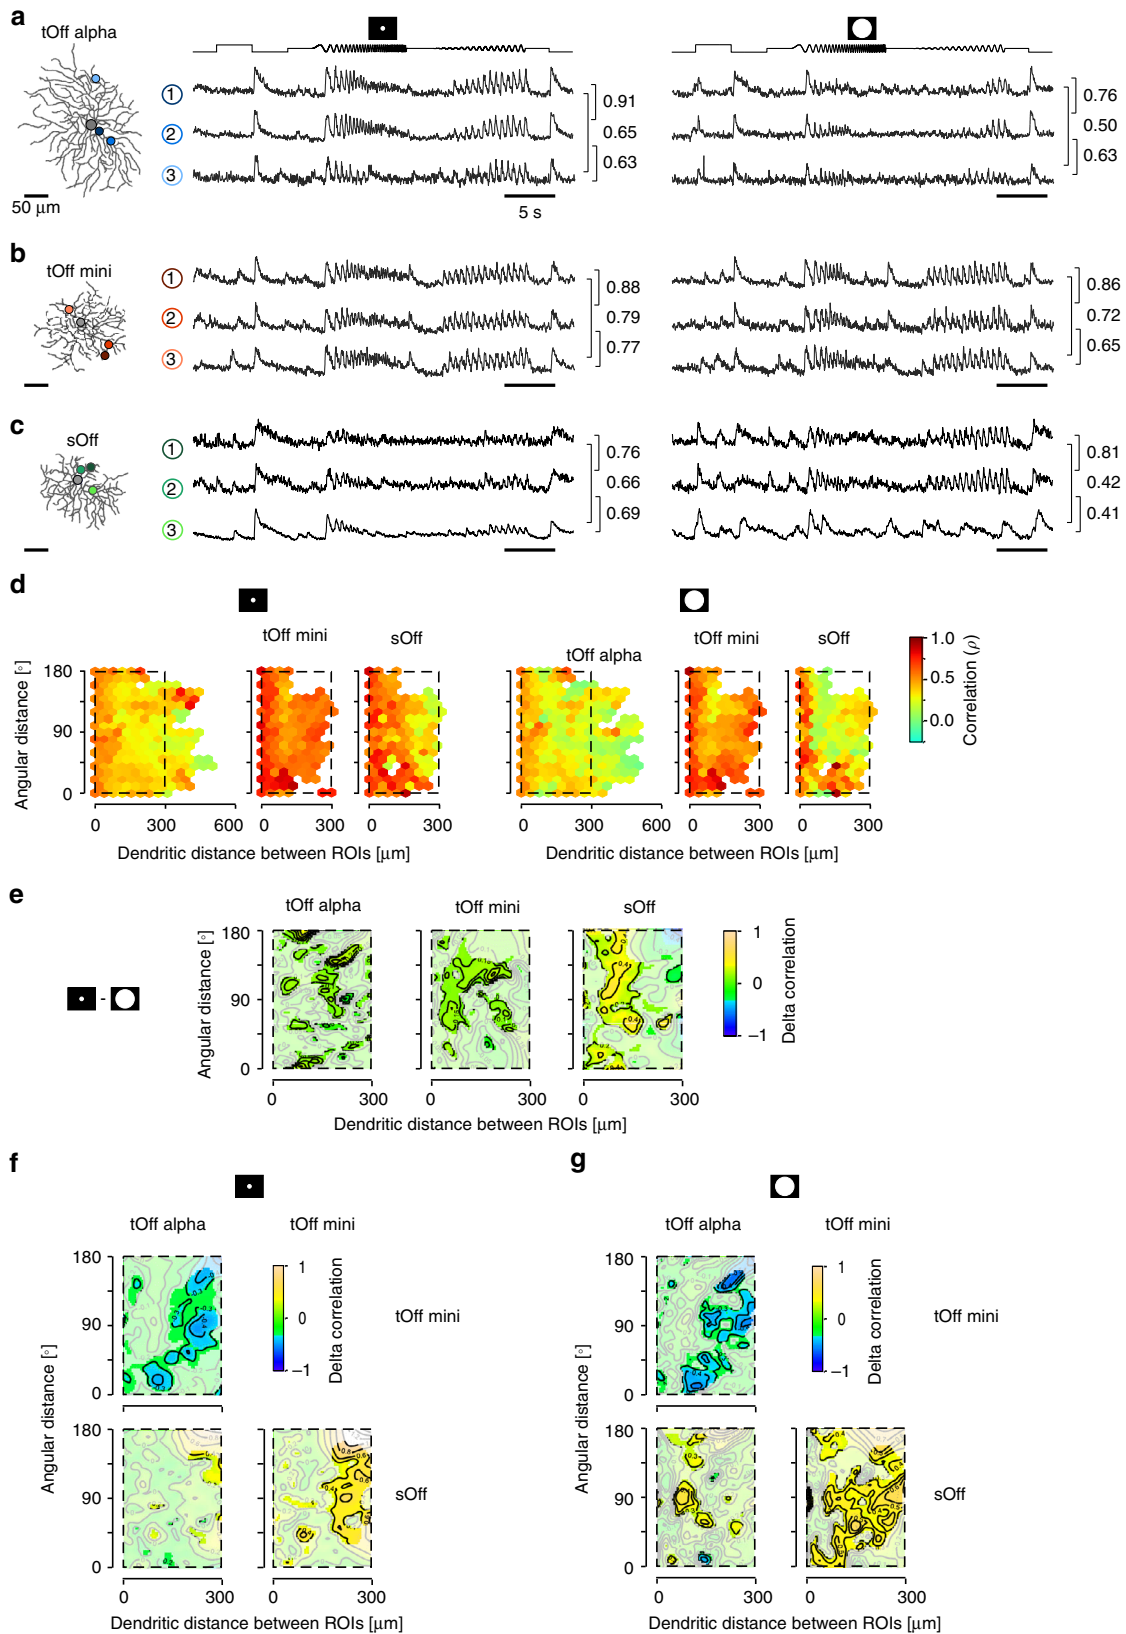 a
tOff alpha
1
2
3
0.91
0.65
0.63
0.76
0.50
0.63
50 µm
5 s
b
tOff mini
1
2
3
0.88
0.79
0.77
0.86
0.72
0.65
c
sOff
1
2
3
0.76
0.66
0.69
0.81
0.42
0.41
d
tOff mini
sOff
tOff alpha
tOff mini
sOff
Angular distance [°]
180
90
0
0 300 600
0 300
0 300
0 300 600
0 300
0 300
1.0
0.5
0.0
Correlation (ρ)
Dendritic distance between ROIs [µm]
Dendritic distance between ROIs [µm]
e
tOff alpha
tOff mini
sOff
-
Angular distance [°]
180
90
0
0 300
0 300
0 300
1
0
−1
Delta correlation
Dendritic distance between ROIs [µm]
f
tOff alpha
tOff mini
180
90
0
1
0
−1
Delta correlation
tOff mini
Angular distance [°]
180
90
0
sOff
0 300
0 300
Dendritic distance between ROIs [µm]
g
tOff alpha
tOff mini
180
90
0
1
0
−1
Delta correlation
tOff mini
Angular distance [°]
180
90
0
sOff
0 300
0 300
Dendritic distance between ROIs [µm]